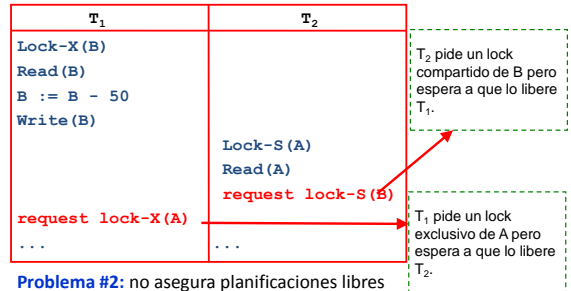 T1 T2
Lock-X(B)
Read(B)
B := B - 50
Write(B)
Lock-S(A)
Read(A)
request lock-S(B)
request lock-X(A)
... ...
T2 pide un lock
compartido de B pero
espera a que lo libere
T1.
T1 pide un lock
exclusivo de A pero
espera a que lo libere
T2.
Problema #2: no asegura planificaciones libres